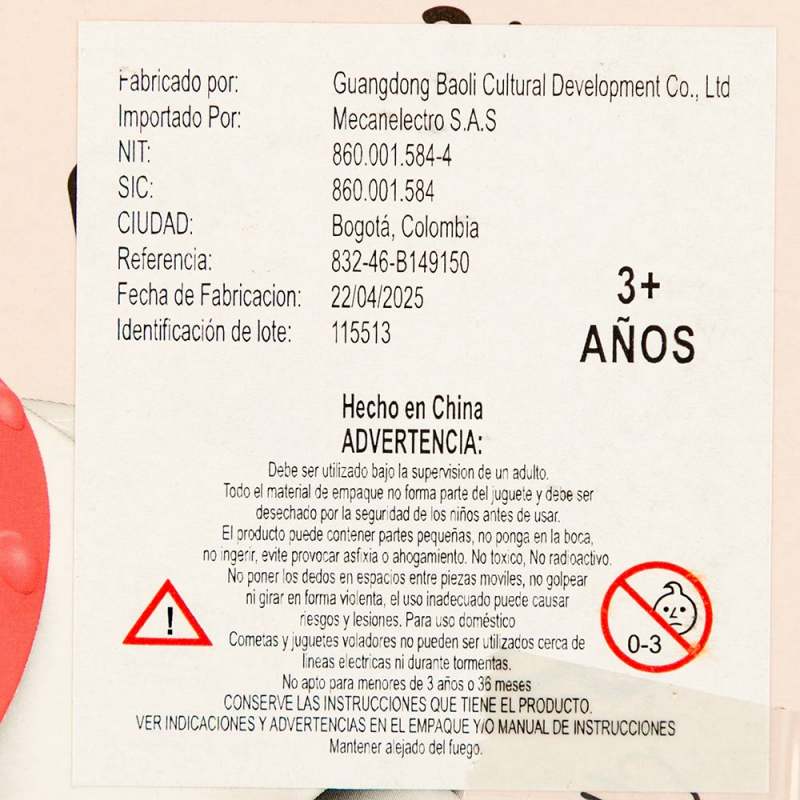 Fabricado por: Guangdong Baoli Cultural Development Co., Ltd
Importado Por: Mecanelectro S.A.S
NIT: 860.001.584-4
SIC: 860.001.584
CIUDAD: Bogotá, Colombia
Referencia: 832-46-B149150
Fecha de Fabricacion: 22/04/2025
Identificación de lote: 115513
3+
AÑOS
Hecho en China
ADVERTENCIA:
Debe ser utilizado bajo la supervision de un adulto.
Todo el material de empaque no forma parte del juguete y debe ser
desechado por la seguridad de los niños antes de usar.
El producto puede contener partes pequeñas, no ponga en la boca,
no ingerir, evite provocar asfixia o ahogamiento. No toxico, No radioactivo.
No poner los dedos en espacios entre piezas moviles, no golpear
ni girar en forma violenta, el uso inadecuado puede causar
riesgos y lesiones. Para uso doméstico
Cometas y juguetes voladores no pueden ser utilizados cerca de
lineas electricas ni durante tormentas.
No apto para menores de 3 años o 36 meses
CONSERVE LAS INSTRUCCIONES QUE TIENE EL PRODUCTO.
VER INDICACIONES Y ADVERTENCIAS EN EL EMPAQUE Y/O MANUAL DE INSTRUCCIONES
Mantener alejado del fuego.
!
0-3